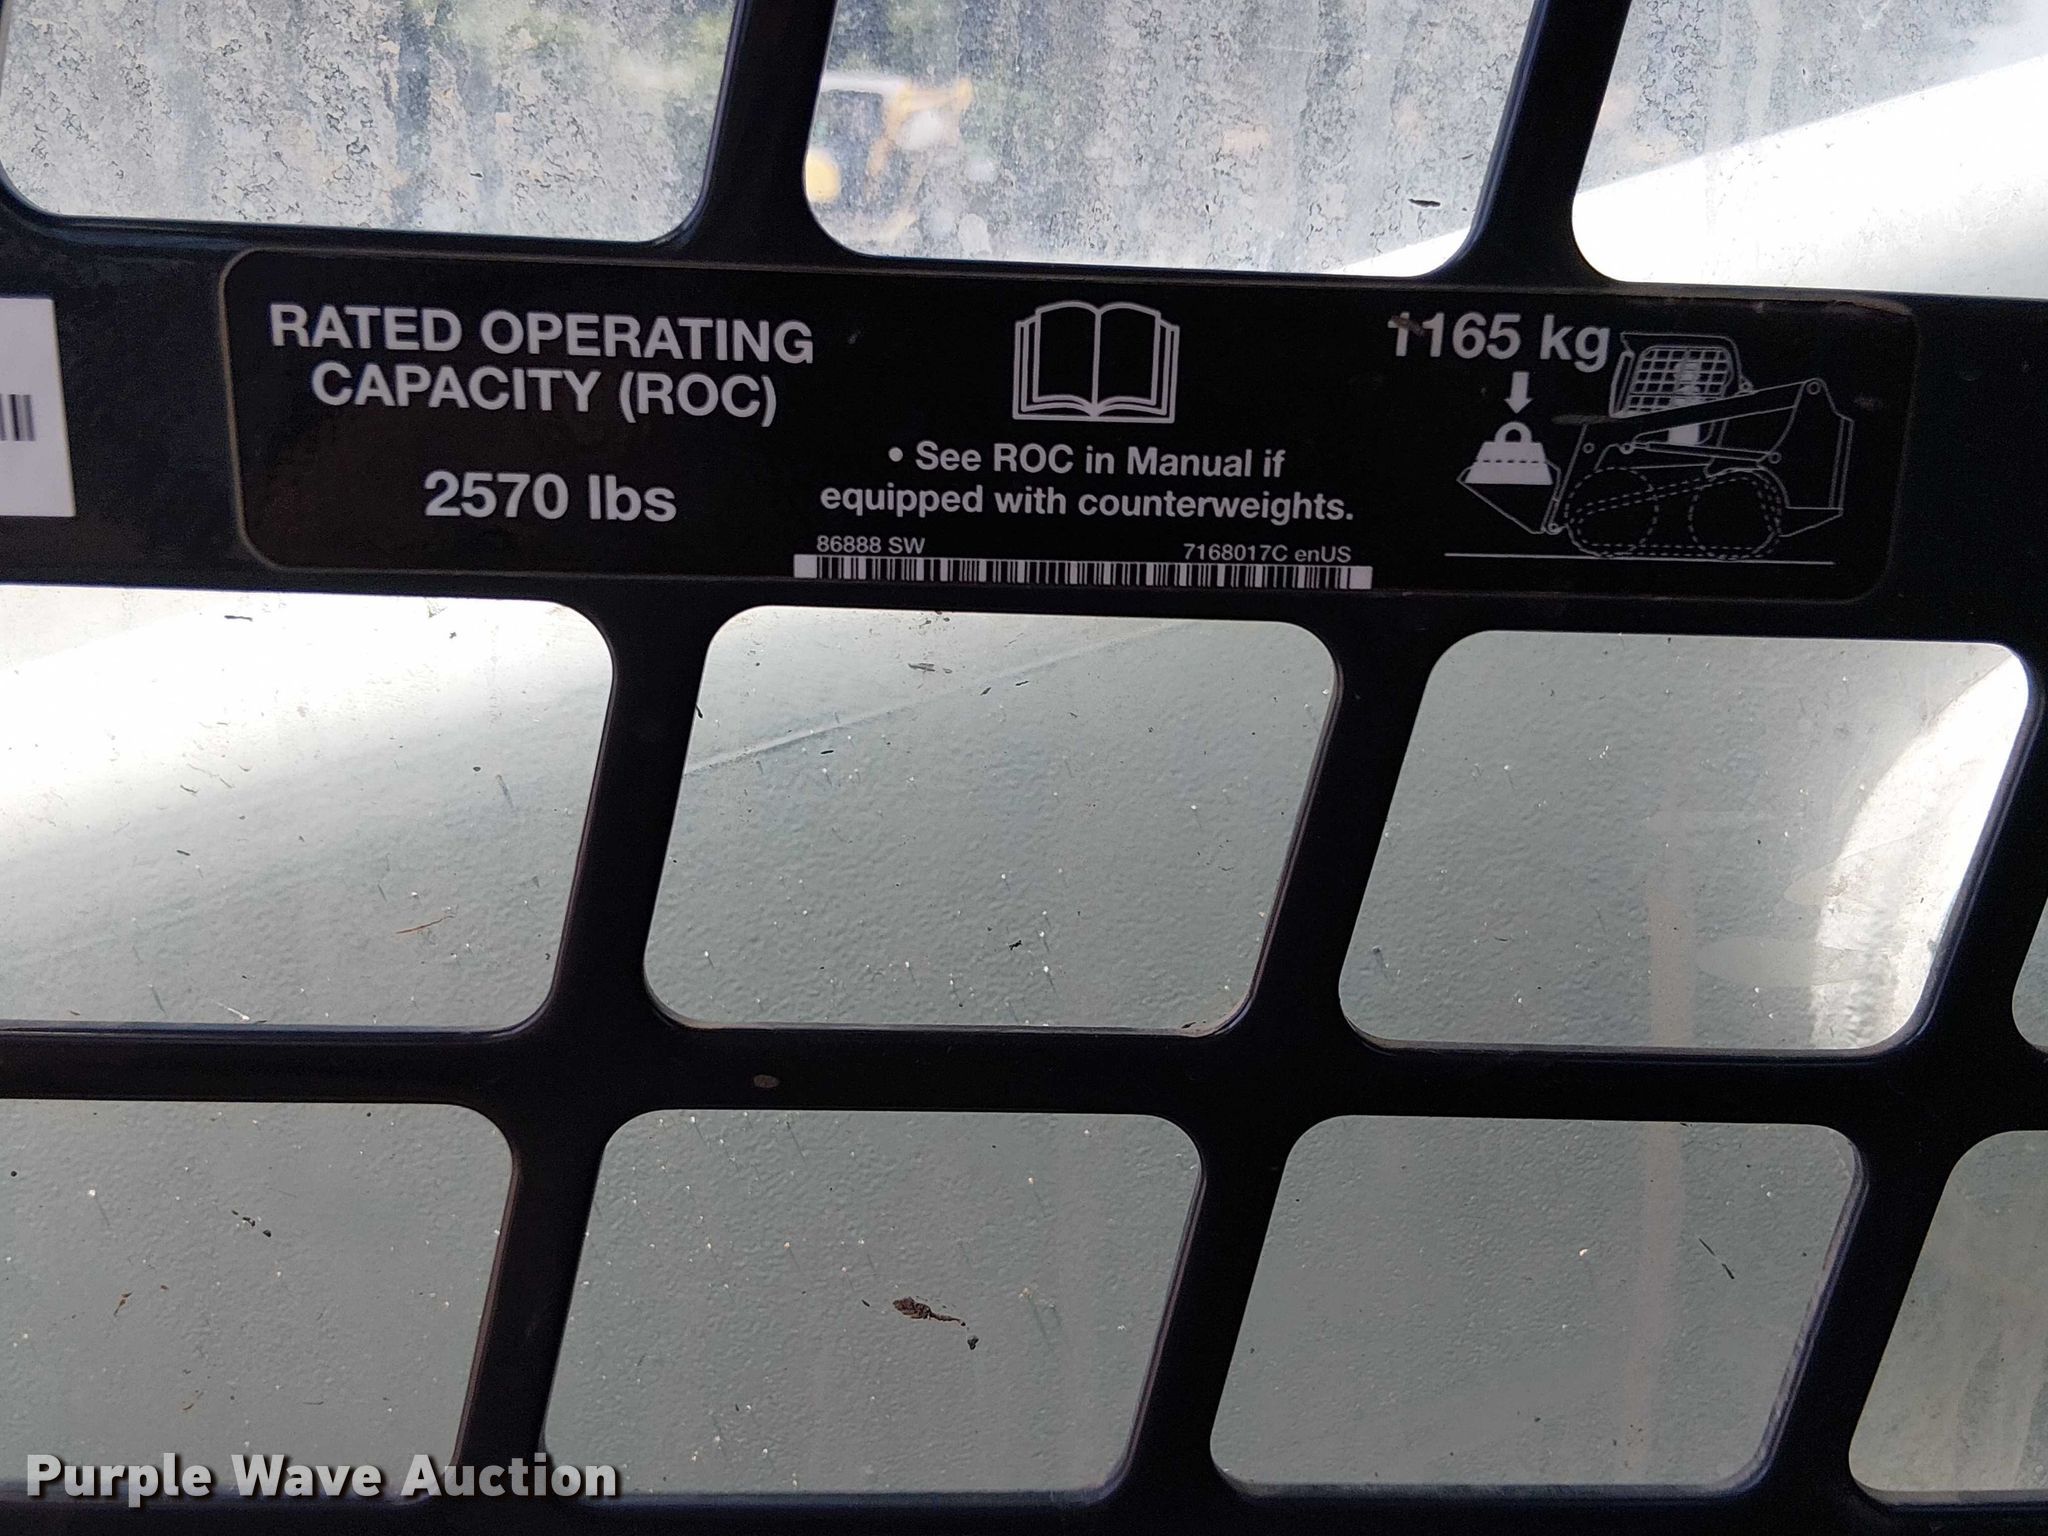 RATED OPERATING
CAPACITY (ROC)
2570 lbs
• See ROC in Manual if
equipped with counterweights.
86888 SW
7168017C enUS
1165 kg
Purple Wave Auction